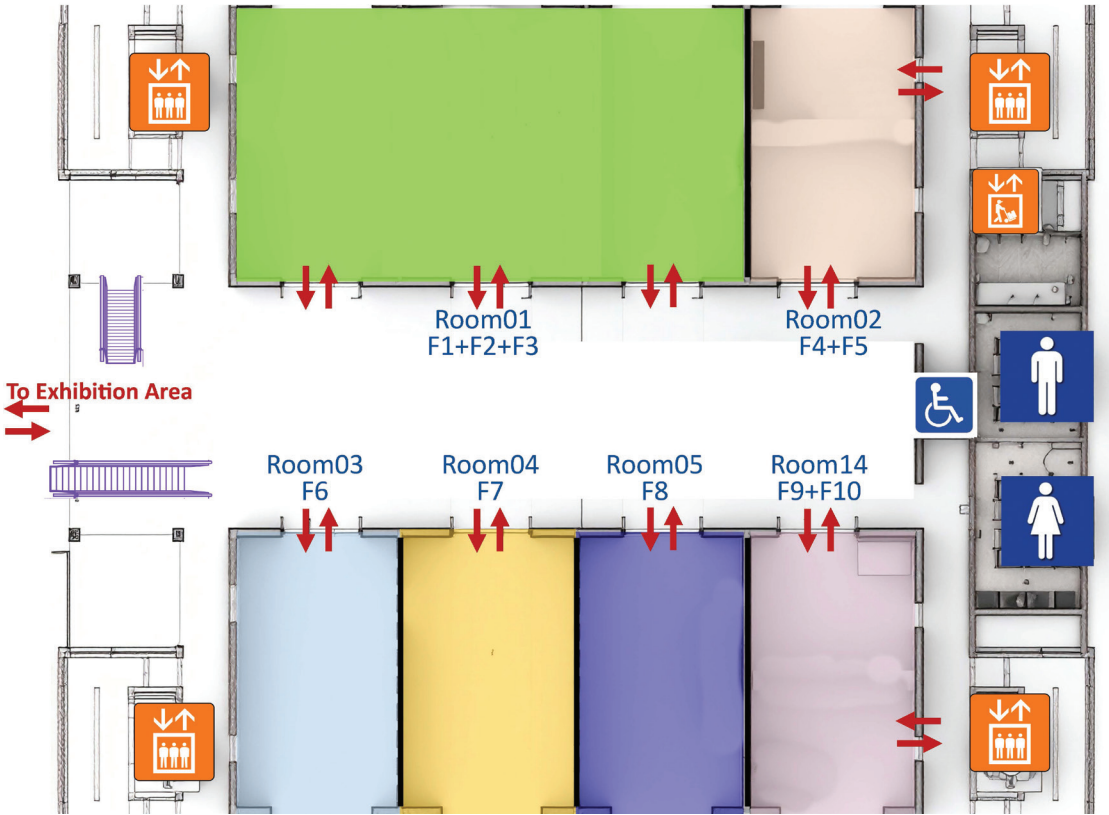 Room01
F1+F2+F3
Room02
F4+F5
To Exhibition Area
Room03
F6
Room04
F7
Room05
F8
Room14
F9+F10